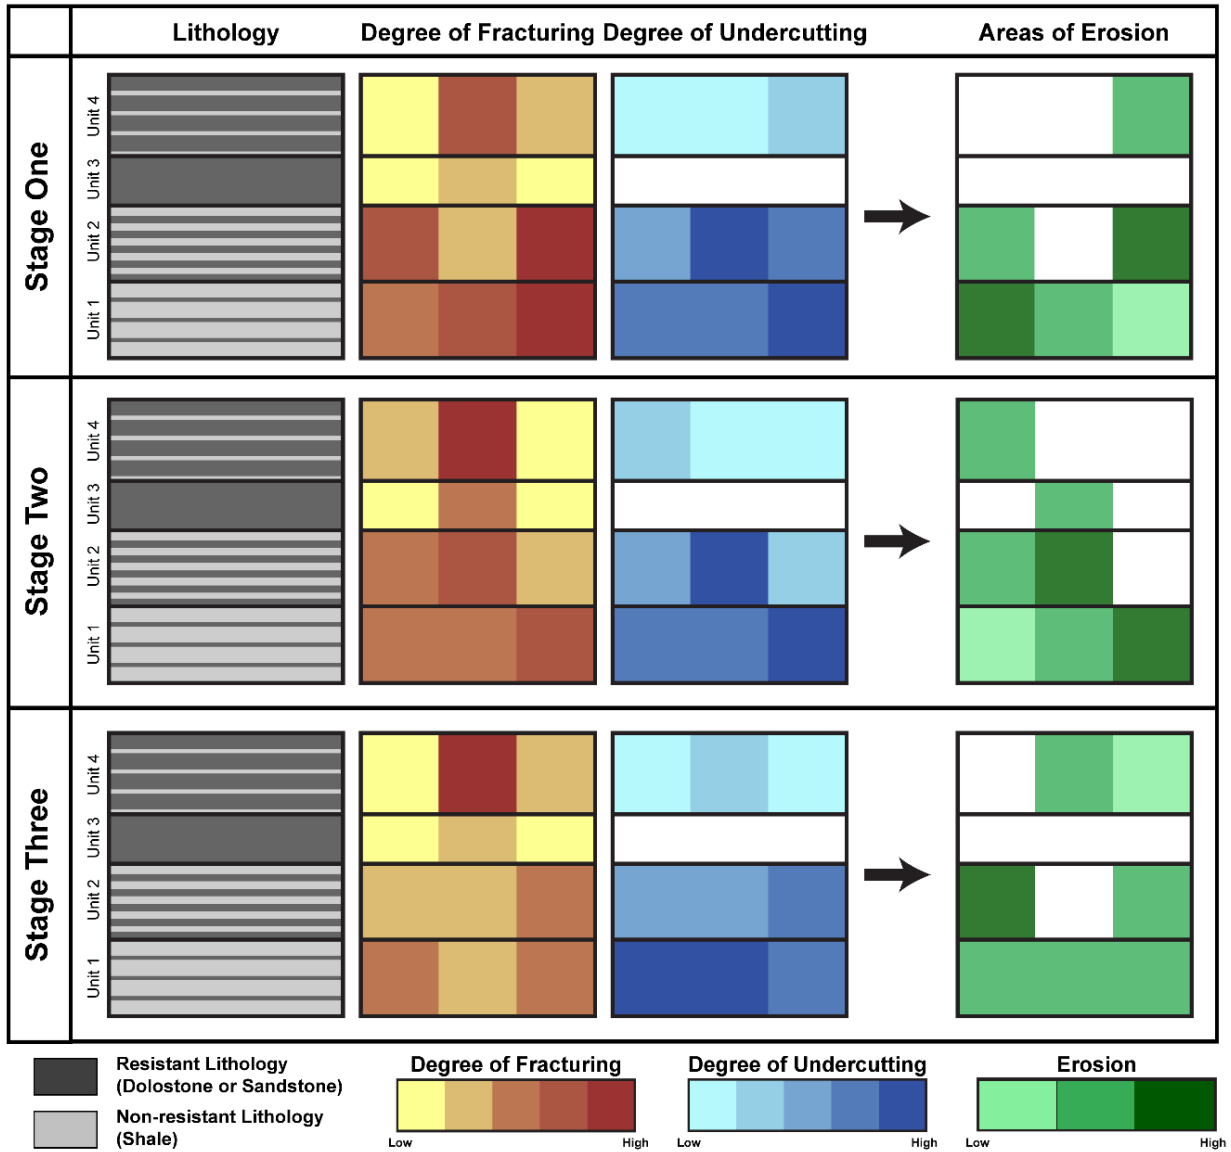 Lithology
Degree of Fracturing
Degree of Undercutting
Areas of Erosion
Stage One
Unit 4
Unit 3
Unit 2
Unit 1
Stage Two
Unit 4
Unit 3
Unit 2
Unit 1
Stage Three
Unit 4
Unit 3
Unit 2
Unit 1
Resistant Lithology
(Dolostone or Sandstone)
Non-resistant Lithology
(Shale)
Degree of Fracturing
Low
High
Degree of Undercutting
Low
High
Erosion
Low
High